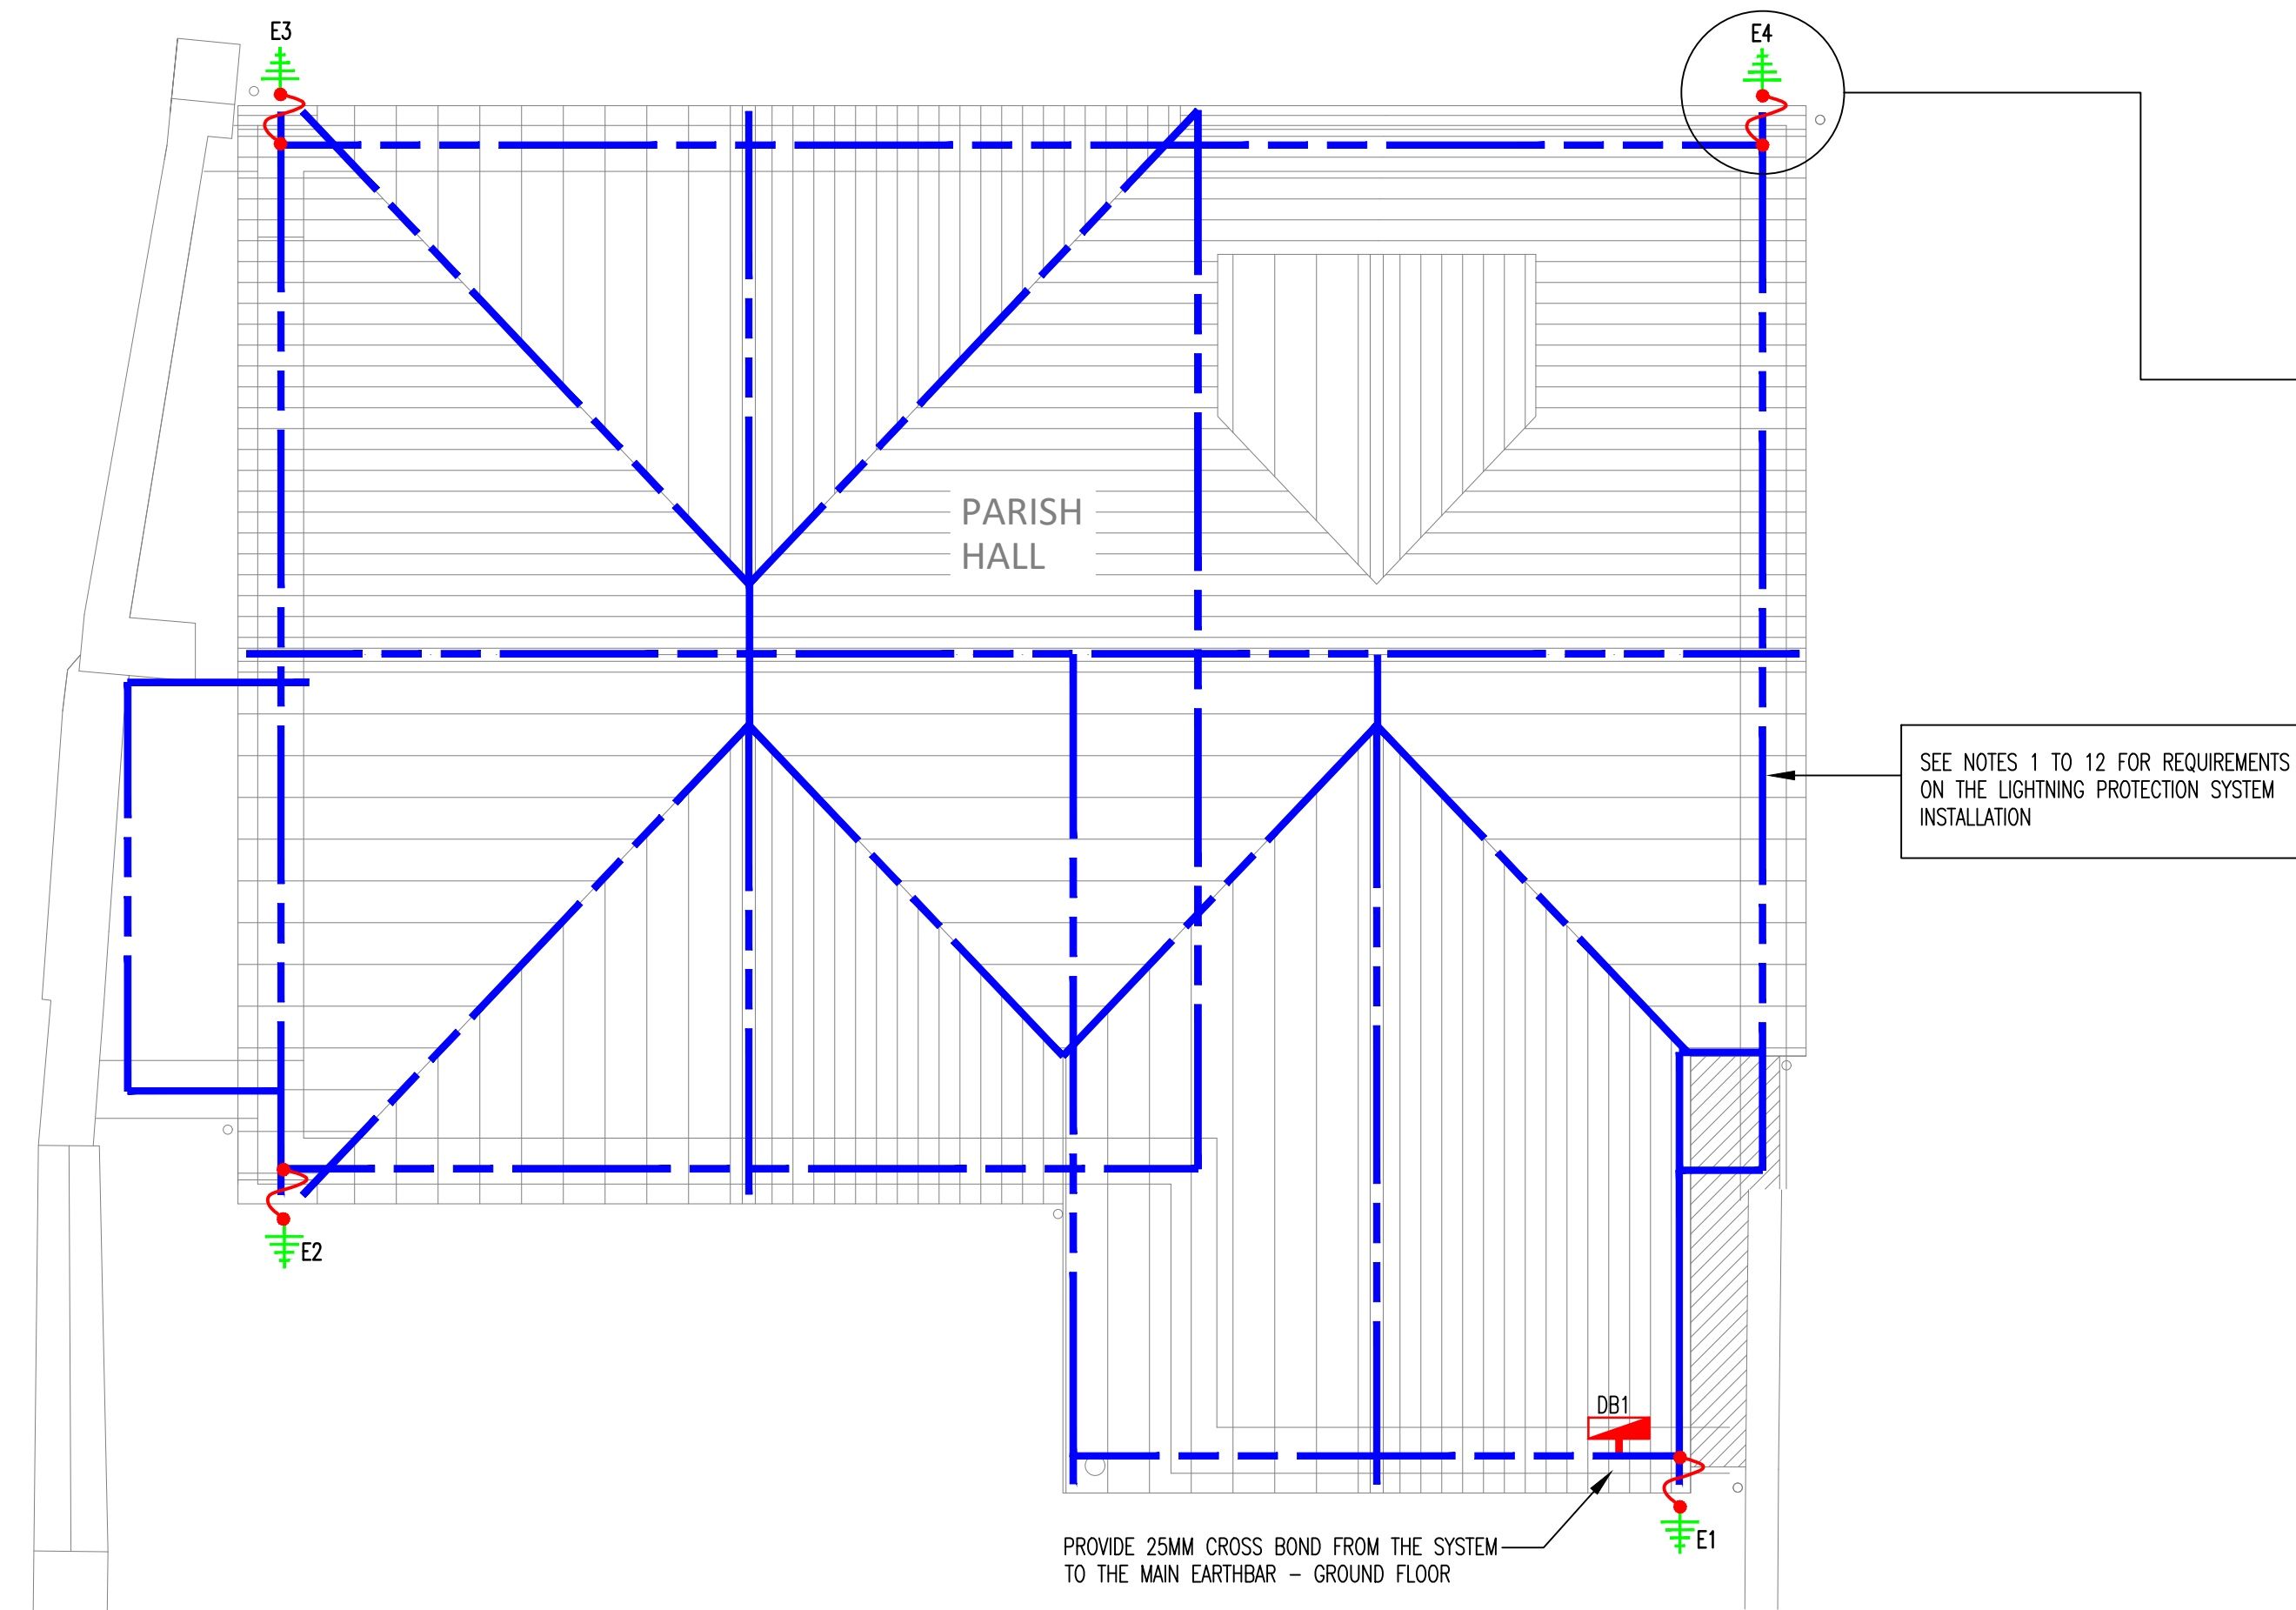 E3
E4
PARISH
HALL
SEE NOTES 1 TO 12 FOR REQUIREMENTS
ON THE LIGHTNING PROTECTION SYSTEM
INSTALLATION
E2
DB1
E1
PROVIDE 25MM CROSS BOND FROM THE SYSTEM
TO THE MAIN EARTHBAR – GROUND FLOOR